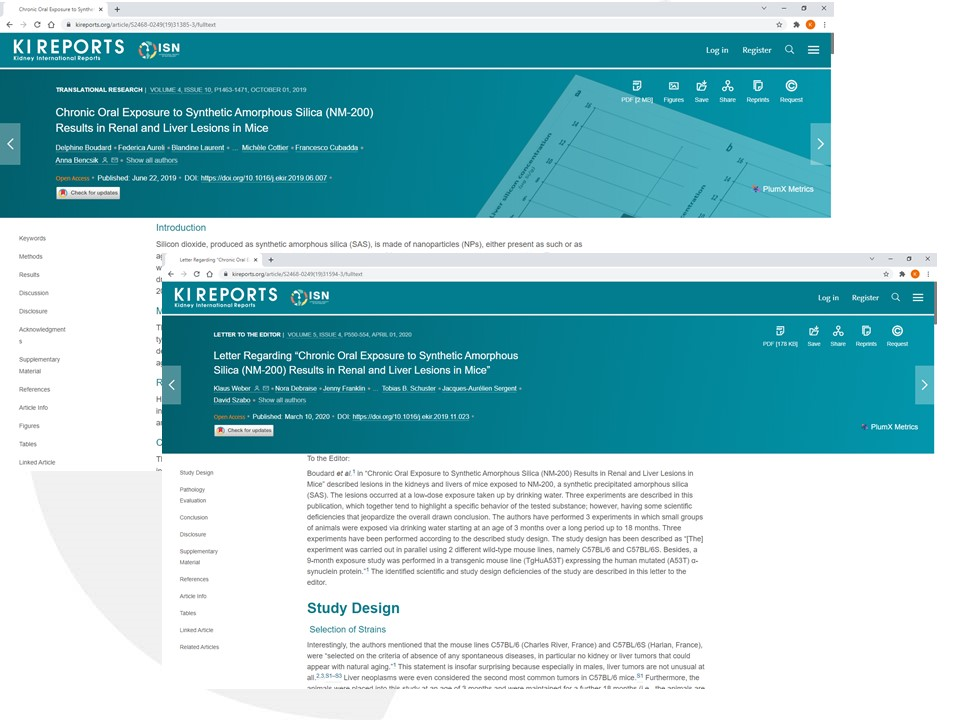 Chronic Oral Exposure to Synthe
kireports.org/article/S2468-0249(19)31385-3/fulltext
KI REPORTS
Kidney International Reports
ISN
Log in Register
TRANSLATIONAL RESEARCH | VOLUME 4, ISSUE 10, P1463-1471, OCTOBER 01, 2019
PDF [2 MB] Figures Save Share Reprints Request
Chronic Oral Exposure to Synthetic Amorphous Silica (NM-200)
Results in Renal and Liver Lesions in Mice
Delphine Boudard • Federica Aureli • Blandine Laurent • ... Michèle Cottier • Francesco Cubadda •
Anna Bencsik • Show all authors
Open Access • Published: June 22, 2019 • DOI: https://doi.org/10.1016/j.ekir.2019.06.007 •
Check for updates
PlumX Metrics
Keywords
Methods
Results
Discussion
Disclosure
Acknowledgment
s
Supplementary
Material
References
Article Info
Figures
Tables
Linked Article
Introduction
Silicon dioxide, produced as synthetic amorphous silica (SAS), is made of nanoparticles (NPs), either present as such or as
Letter Regarding "Chronic Oral E
kireports.org/article/S2468-0249(19)31594-3/fulltext
KI REPORTS
Kidney International Reports
ISN
Log in Register
LETTER TO THE EDITOR | VOLUME 5, ISSUE 4, P550-554, APRIL 01, 2020
PDF [178 KB] Save Share Reprints Request
Letter Regarding “Chronic Oral Exposure to Synthetic Amorphous
Silica (NM-200) Results in Renal and Liver Lesions in Mice”
Klaus Weber • Nora Debraise • Jenny Franklin • ... Tobias B. Schuster • Jacques-Aurélien Sergent •
David Szabo • Show all authors
Open Access • Published: March 10, 2020 • DOI: https://doi.org/10.1016/j.ekir.2019.11.023 •
Check for updates
PlumX Metrics
Study Design
Pathology
Evaluation
Conclusion
Disclosure
Supplementary
Material
References
Article Info
Tables
Linked Article
Related Articles
To the Editor:
Boudard et al.1 in “Chronic Oral Exposure to Synthetic Amorphous Silica (NM-200) Results in Renal and Liver Lesions in
Mice” described lesions in the kidneys and livers of mice exposed to NM-200, a synthetic precipitated amorphous silica
(SAS). The lesions occurred at a low-dose exposure taken up by drinking water. Three experiments are described in this
publication, which together tend to highlight a specific behavior of the tested substance; however, having some scientific
deficiencies that jeopardize the overall drawn conclusion. The authors have performed 3 experiments in which small groups
of animals were exposed via drinking water starting at an age of 3 months over a long period up to 18 months. Three
experiments have been performed according to the described study design. The study design has been described as “[The]
experiment was carried out in parallel using 2 different wild-type mouse lines, namely C57BL/6 and C57BL/6S. Besides, a
9-month exposure study was performed in a transgenic mouse line (TgHuA53T) expressing the human mutated (A53T) α-
synuclein protein.”1 The identified scientific and study design deficiencies of the study are described in this letter to the
editor.
Study Design
Selection of Strains
Interestingly, the authors mentioned that the mouse lines C57BL/6 (Charles River, France) and C57BL/6S (Harlan, France),
were “selected on the criteria of absence of any spontaneous diseases, in particular no kidney or liver tumors that could
appear with natural aging.”1 This statement is insofar surprising because especially in males, liver tumors are not unusual at
all.2,3,S1–S3 Liver neoplasms were even considered the second most common tumors in C57BL/6 mice.S1 Furthermore, the
animals were placed into this study at an age of 3 months and were maintained for a further 18 months (i.e., the animals are